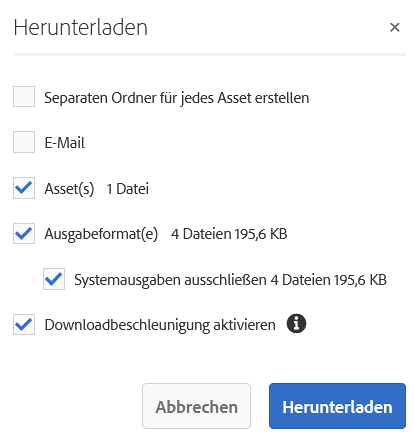 Herunterladen
Separaten Ordner für jedes Asset erstellen
E-Mail
Asset(s) 1 Datei
Ausgabeformat(e) 4 Dateien 195,6 KB
Systemausgaben ausschließen 4 Dateien 195,6 KB
Downloadbeschleunigung aktivieren
Abbrechen Herunterladen